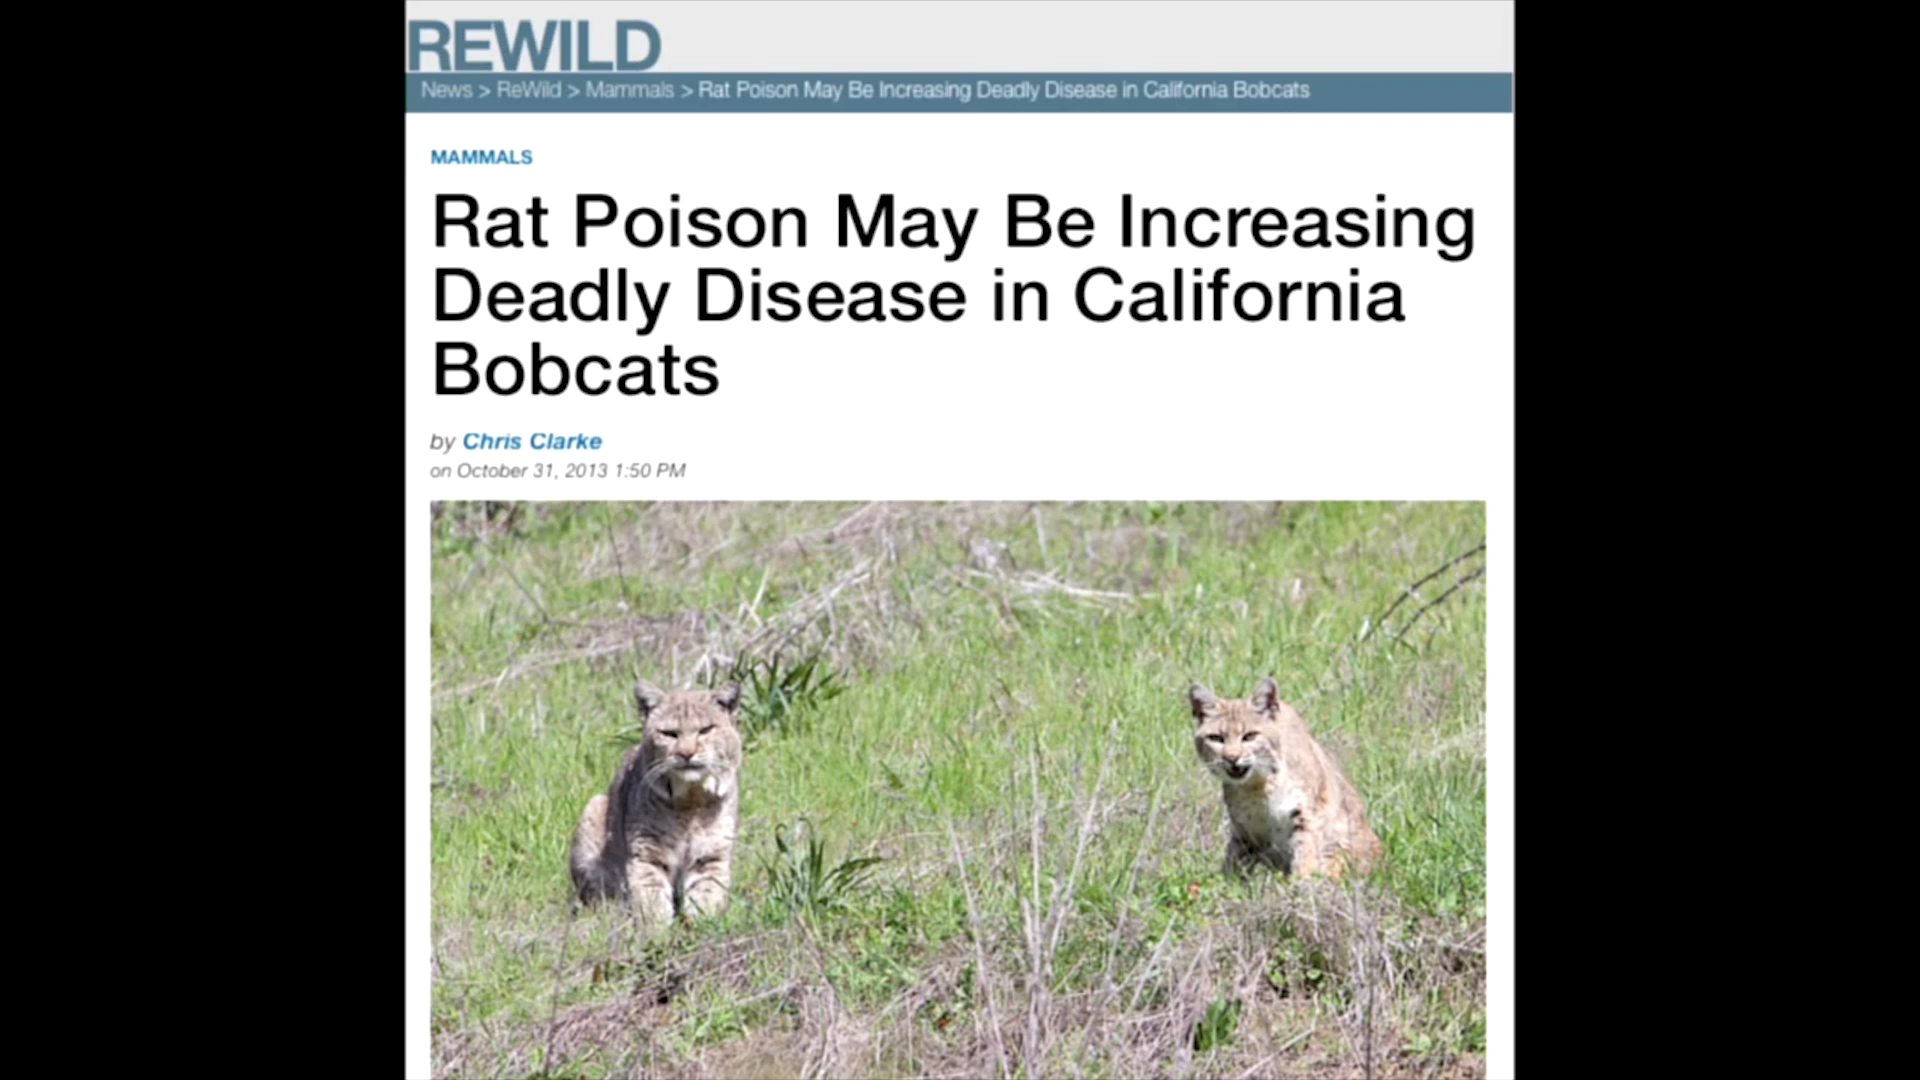 REWILD
News > ReWild > Mammals > Rat Poison May Be Increasing Deadly Disease in California Bobcats
MAMMALS
Rat Poison May Be Increasing
Deadly Disease in California
Bobcats
by Chris Clarke
on October 31, 2013 1:50 PM